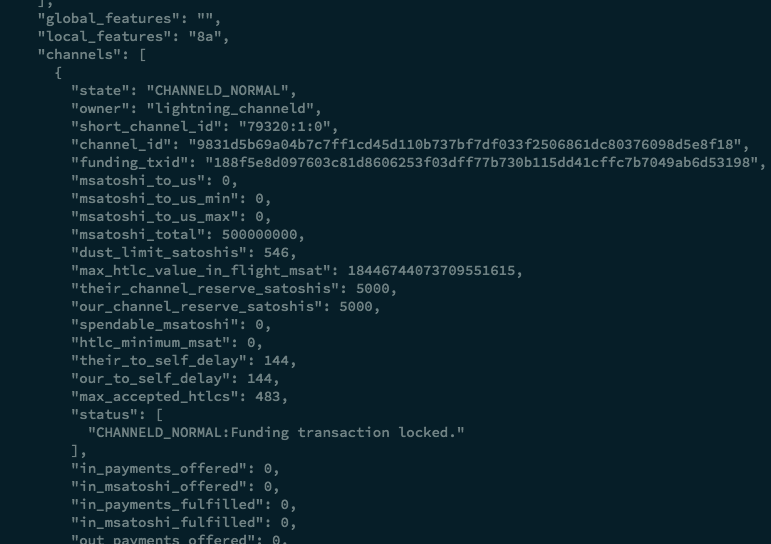 ],
"global_features": "",
"local_features": "8a",
"channels": [
{
"state": "CHANNELD_NORMAL",
"owner": "lightning_channeld",
"short_channel_id": "79320:1:0",
"channel_id": "9831d5b69a04b7c7ff1cd45d110b737bf7df033f2506861dc80376098d5e8f18",
"funding_txid": "188f5e8d097603c81d8606253f03dff77b730b115dd41cffc7b7049ab6d53198",
"msatoshi_to_us": 0,
"msatoshi_to_us_min": 0,
"msatoshi_to_us_max": 0,
"msatoshi_total": 500000000,
"dust_limit_satoshis": 546,
"max_htlc_value_in_flight_msat": 18446744073709551615,
"their_channel_reserve_satoshis": 5000,
"our_channel_reserve_satoshis": 5000,
"spendable_msatoshi": 0,
"htlc_minimum_msat": 0,
"their_to_self_delay": 144,
"our_to_self_delay": 144,
"max_accepted_htlcs": 483,
"status": [
"CHANNELD_NORMAL:Funding transaction locked."
],
"in_payments_offered": 0,
"in_msatoshi_offered": 0,
"in_payments_fulfilled": 0,
"in_msatoshi_fulfilled": 0,
"out_payments_offered": 0,